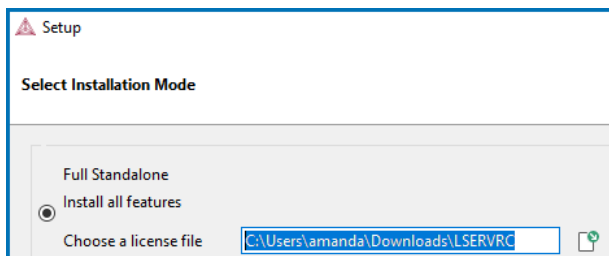 Setup
Select Installation Mode
Full Standalone
Install all features
Choose a license file C:\Users\amanda\Downloads\LSERVRC